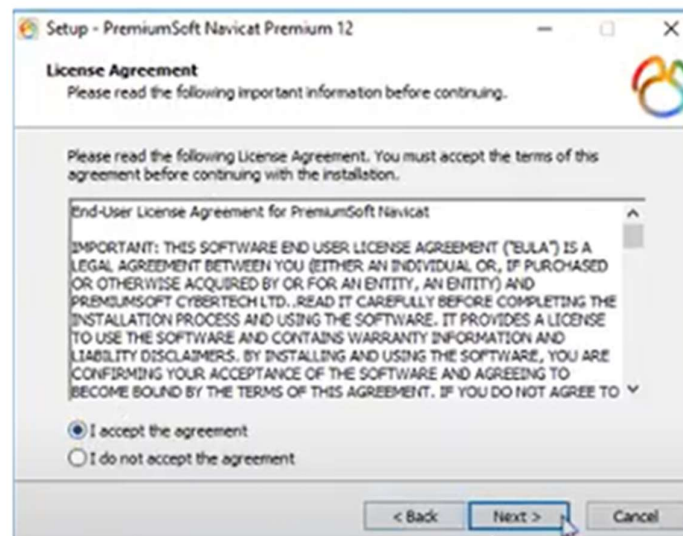 Setup - PremiumSoft Navicat Premium 12
License Agreement
Please read the following important information before continuing.
Please read the following License Agreement. You must accept the terms of this
agreement before continuing with the installation.
End-User License Agreement for PremiumSoft Navicat
IMPORTANT: THIS SOFTWARE END USER LICENSE AGREEMENT ("EULA") IS A
LEGAL AGREEMENT BETWEEN YOU (EITHER AN INDIVIDUAL OR, IF PURCHASED
OR OTHERWISE ACQUIRED BY OR FOR AN ENTITY, AN ENTITY) AND
PREMIUMSOFT CYBERTECH LTD..READ IT CAREFULLY BEFORE COMPLETING THE
INSTALLATION PROCESS AND USING THE SOFTWARE. IT PROVIDES A LICENSE
TO USE THE SOFTWARE AND CONTAINS WARRANTY INFORMATION AND
LIABILITY DISCLAIMERS. BY INSTALLING AND USING THE SOFTWARE, YOU ARE
CONFIRMING YOUR ACCEPTANCE OF THE SOFTWARE AND AGREEING TO
BECOME BOUND BY THE TERMS OF THIS AGREEMENT. IF YOU DO NOT AGREE TO
I accept the agreement
I do not accept the agreement
< Back Next > Cancel